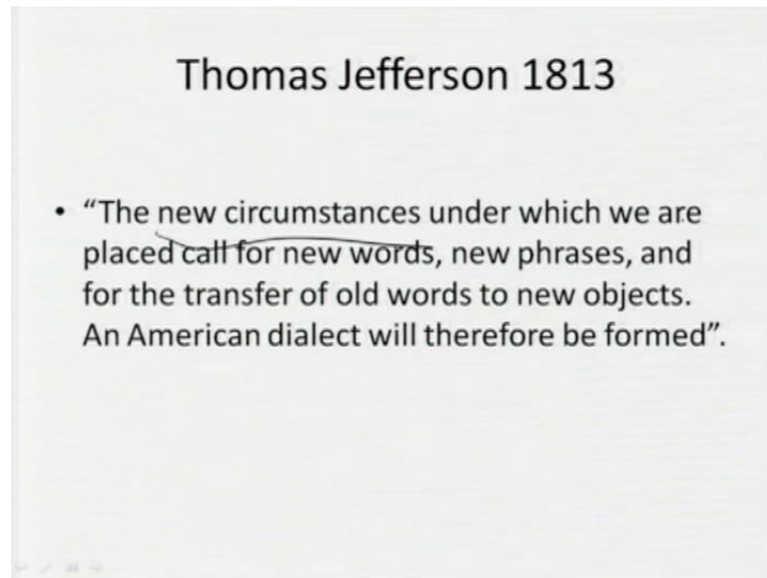 Thomas Jefferson 1813
• “The new circumstances under which we are
placed call for new words, new phrases, and
for the transfer of old words to new objects.
An American dialect will therefore be formed”.